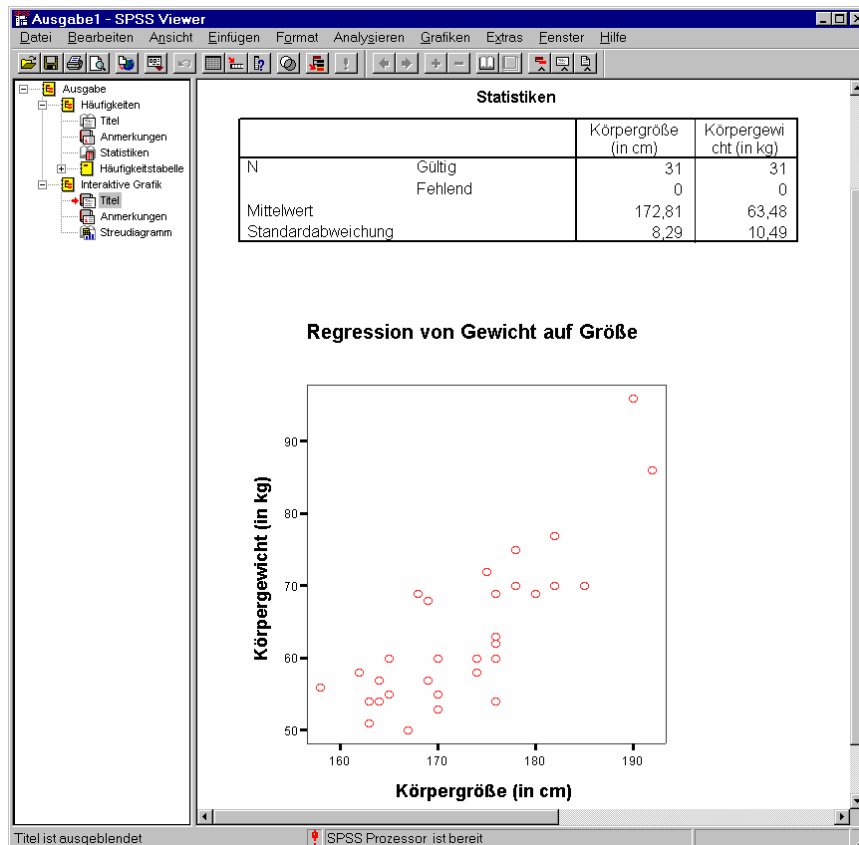 Ausgabe1 - SPSS Viewer
Datei Bearbeiten Ansicht Einfügen Format Analysieren Grafiken Extras Fenster Hilfe
Ausgabe
Häufigkeiten
Titel
Anmerkungen
Statistiken
Häufigkeitstabelle
Interaktive Grafik
Titel
Anmerkungen
Streudiagramm
Statistiken
Körpergröße (in cm)
Körpergewi cht (in kg)
N Gültig 31 31
Fehlend 0 0
Mittelwert 172,81 63,48
Standardabweichung 8,29 10,49
Regression von Gewicht auf Größe
Körpergewicht (in kg)
90
80
70
60
50
160 170 180 190
Körpergröße (in cm)
Titel ist ausgeblendet SPSS Prozessor ist bereit